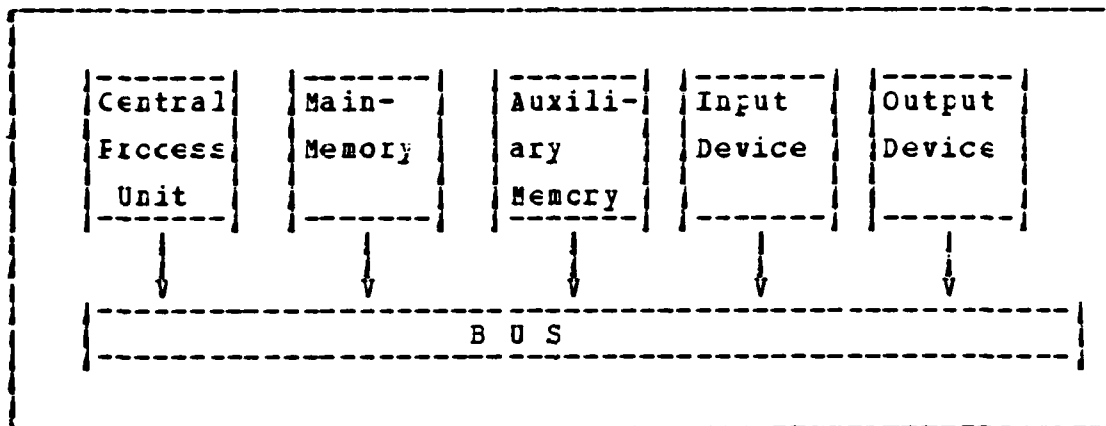 Central
Process
Unit
Main-
Memory
Auxili-
ary
Memory
Input
Device
Output
Device
B U S